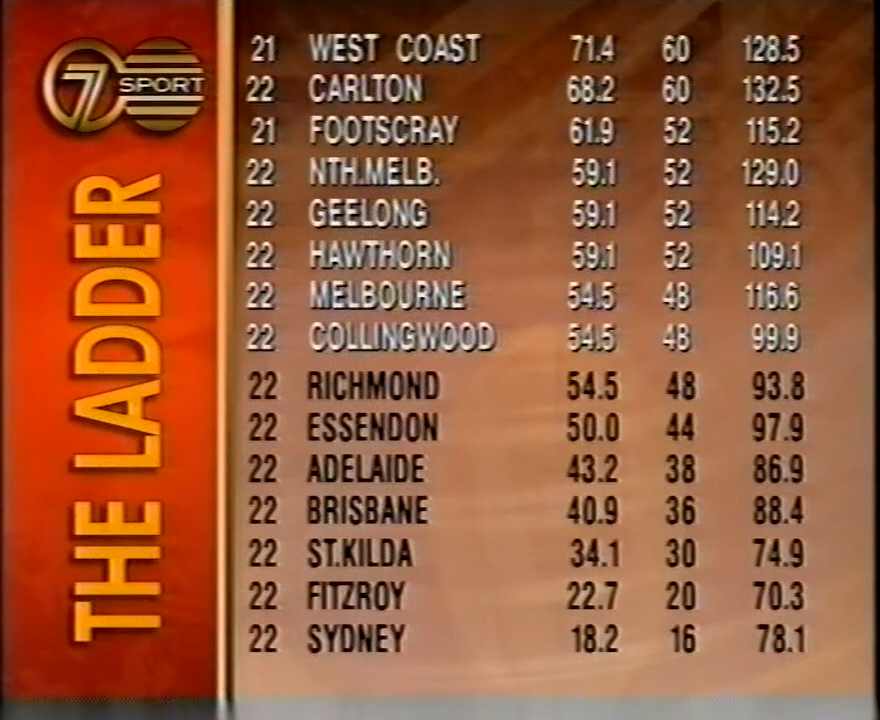 7 SPORT
THE LADDER
21 WEST COAST 71.4 60 128.5
22 CARLTON 68.2 60 132.5
21 FOOTSCRAY 61.9 52 115.2
22 NTH.MELB. 59.1 52 129.0
22 GEELONG 59.1 52 114.2
22 HAWTHORN 59.1 52 109.1
22 MELBOURNE 54.5 48 116.6
22 COLLINGWOOD 54.5 48 99.9
22 RICHMOND 54.5 48 93.8
22 ESSENDON 50.0 44 97.9
22 ADELAIDE 43.2 38 86.9
22 BRISBANE 40.9 36 88.4
22 ST.KILDA 34.1 30 74.9
22 FITZROY 22.7 20 70.3
22 SYDNEY 18.2 16 78.1